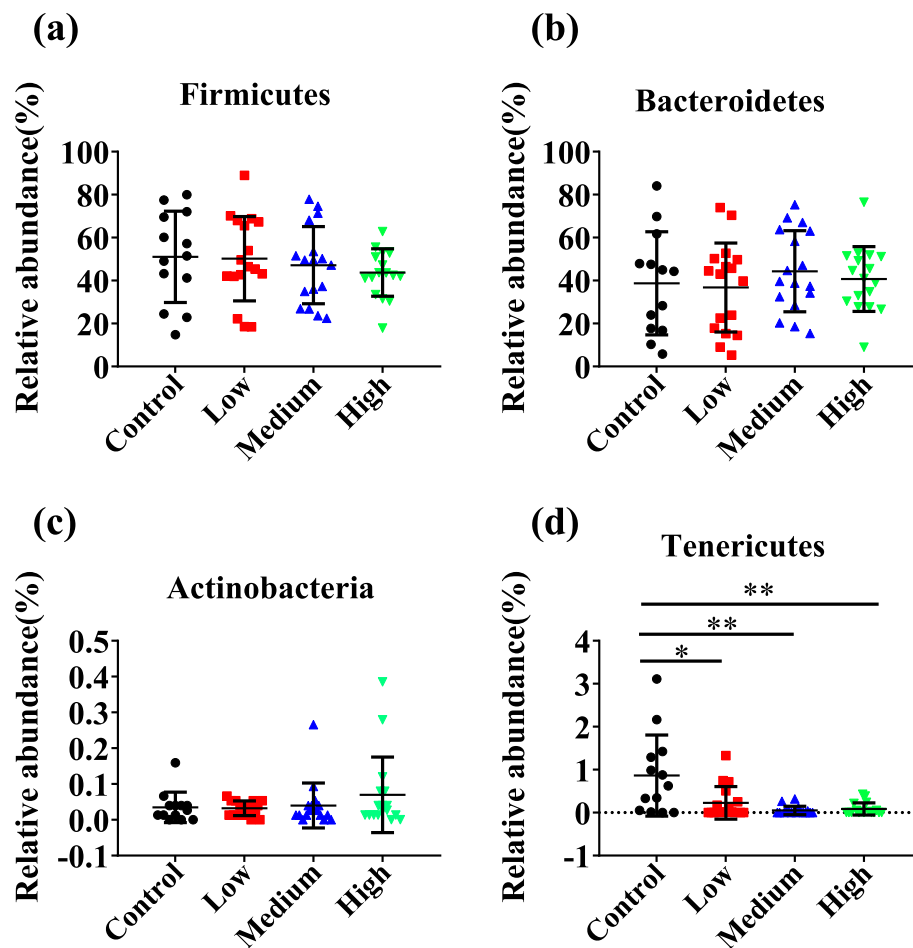 (a)
Firmicutes
Relative abundance(%)
100
80
60
40
20
0
Control
Low
Medium
High
(b)
Bacteroidetes
Relative abundance(%)
100
80
60
40
20
0
Control
Low
Medium
High
(c)
Actinobacteria
Relative abundance(%)
0.5
0.4
0.3
0.2
0.1
0.0
-0.1
Control
Low
Medium
High
(d)
Tenericutes
Relative abundance(%)
**
**
*
4
3
2
1
0
-1
Control
Low
Medium
High